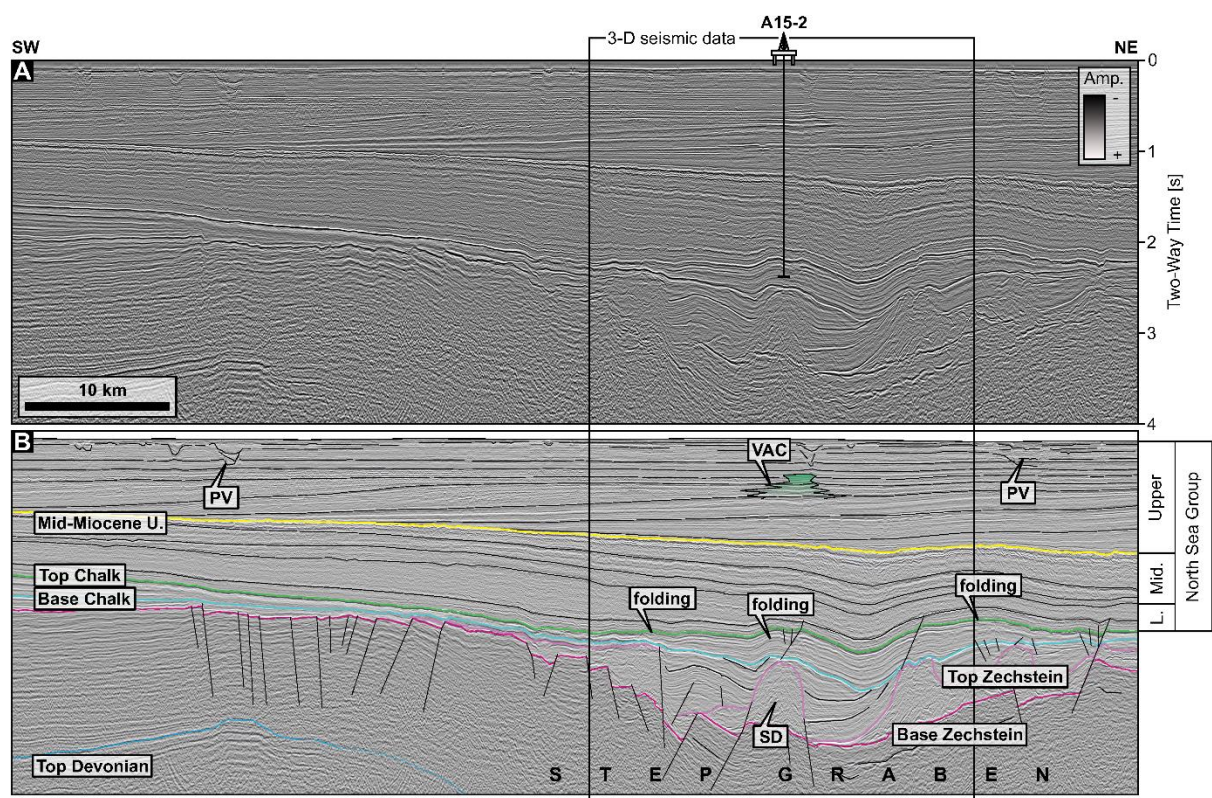 A15-2
3-D seismic data
SW
NE
A
0
Amp.
-
+
1
2
3
4
Two-Way Time [s]
10 km
B
VAC
PV
PV
Mid-Miocene U.
Upper
Top Chalk
Base Chalk
folding
folding
folding
Mid.
L.
North Sea Group
Top Zechstein
SD
Base Zechstein
Top Devonian
S T E P G R A B E N